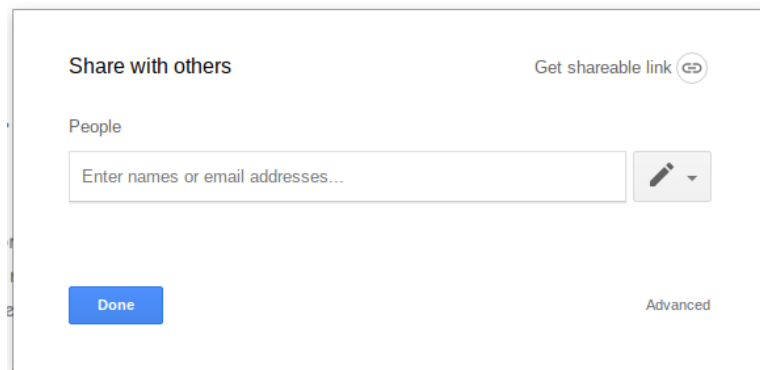 Share with others
Get shareable link
People
Enter names or email addresses...
Done
Advanced